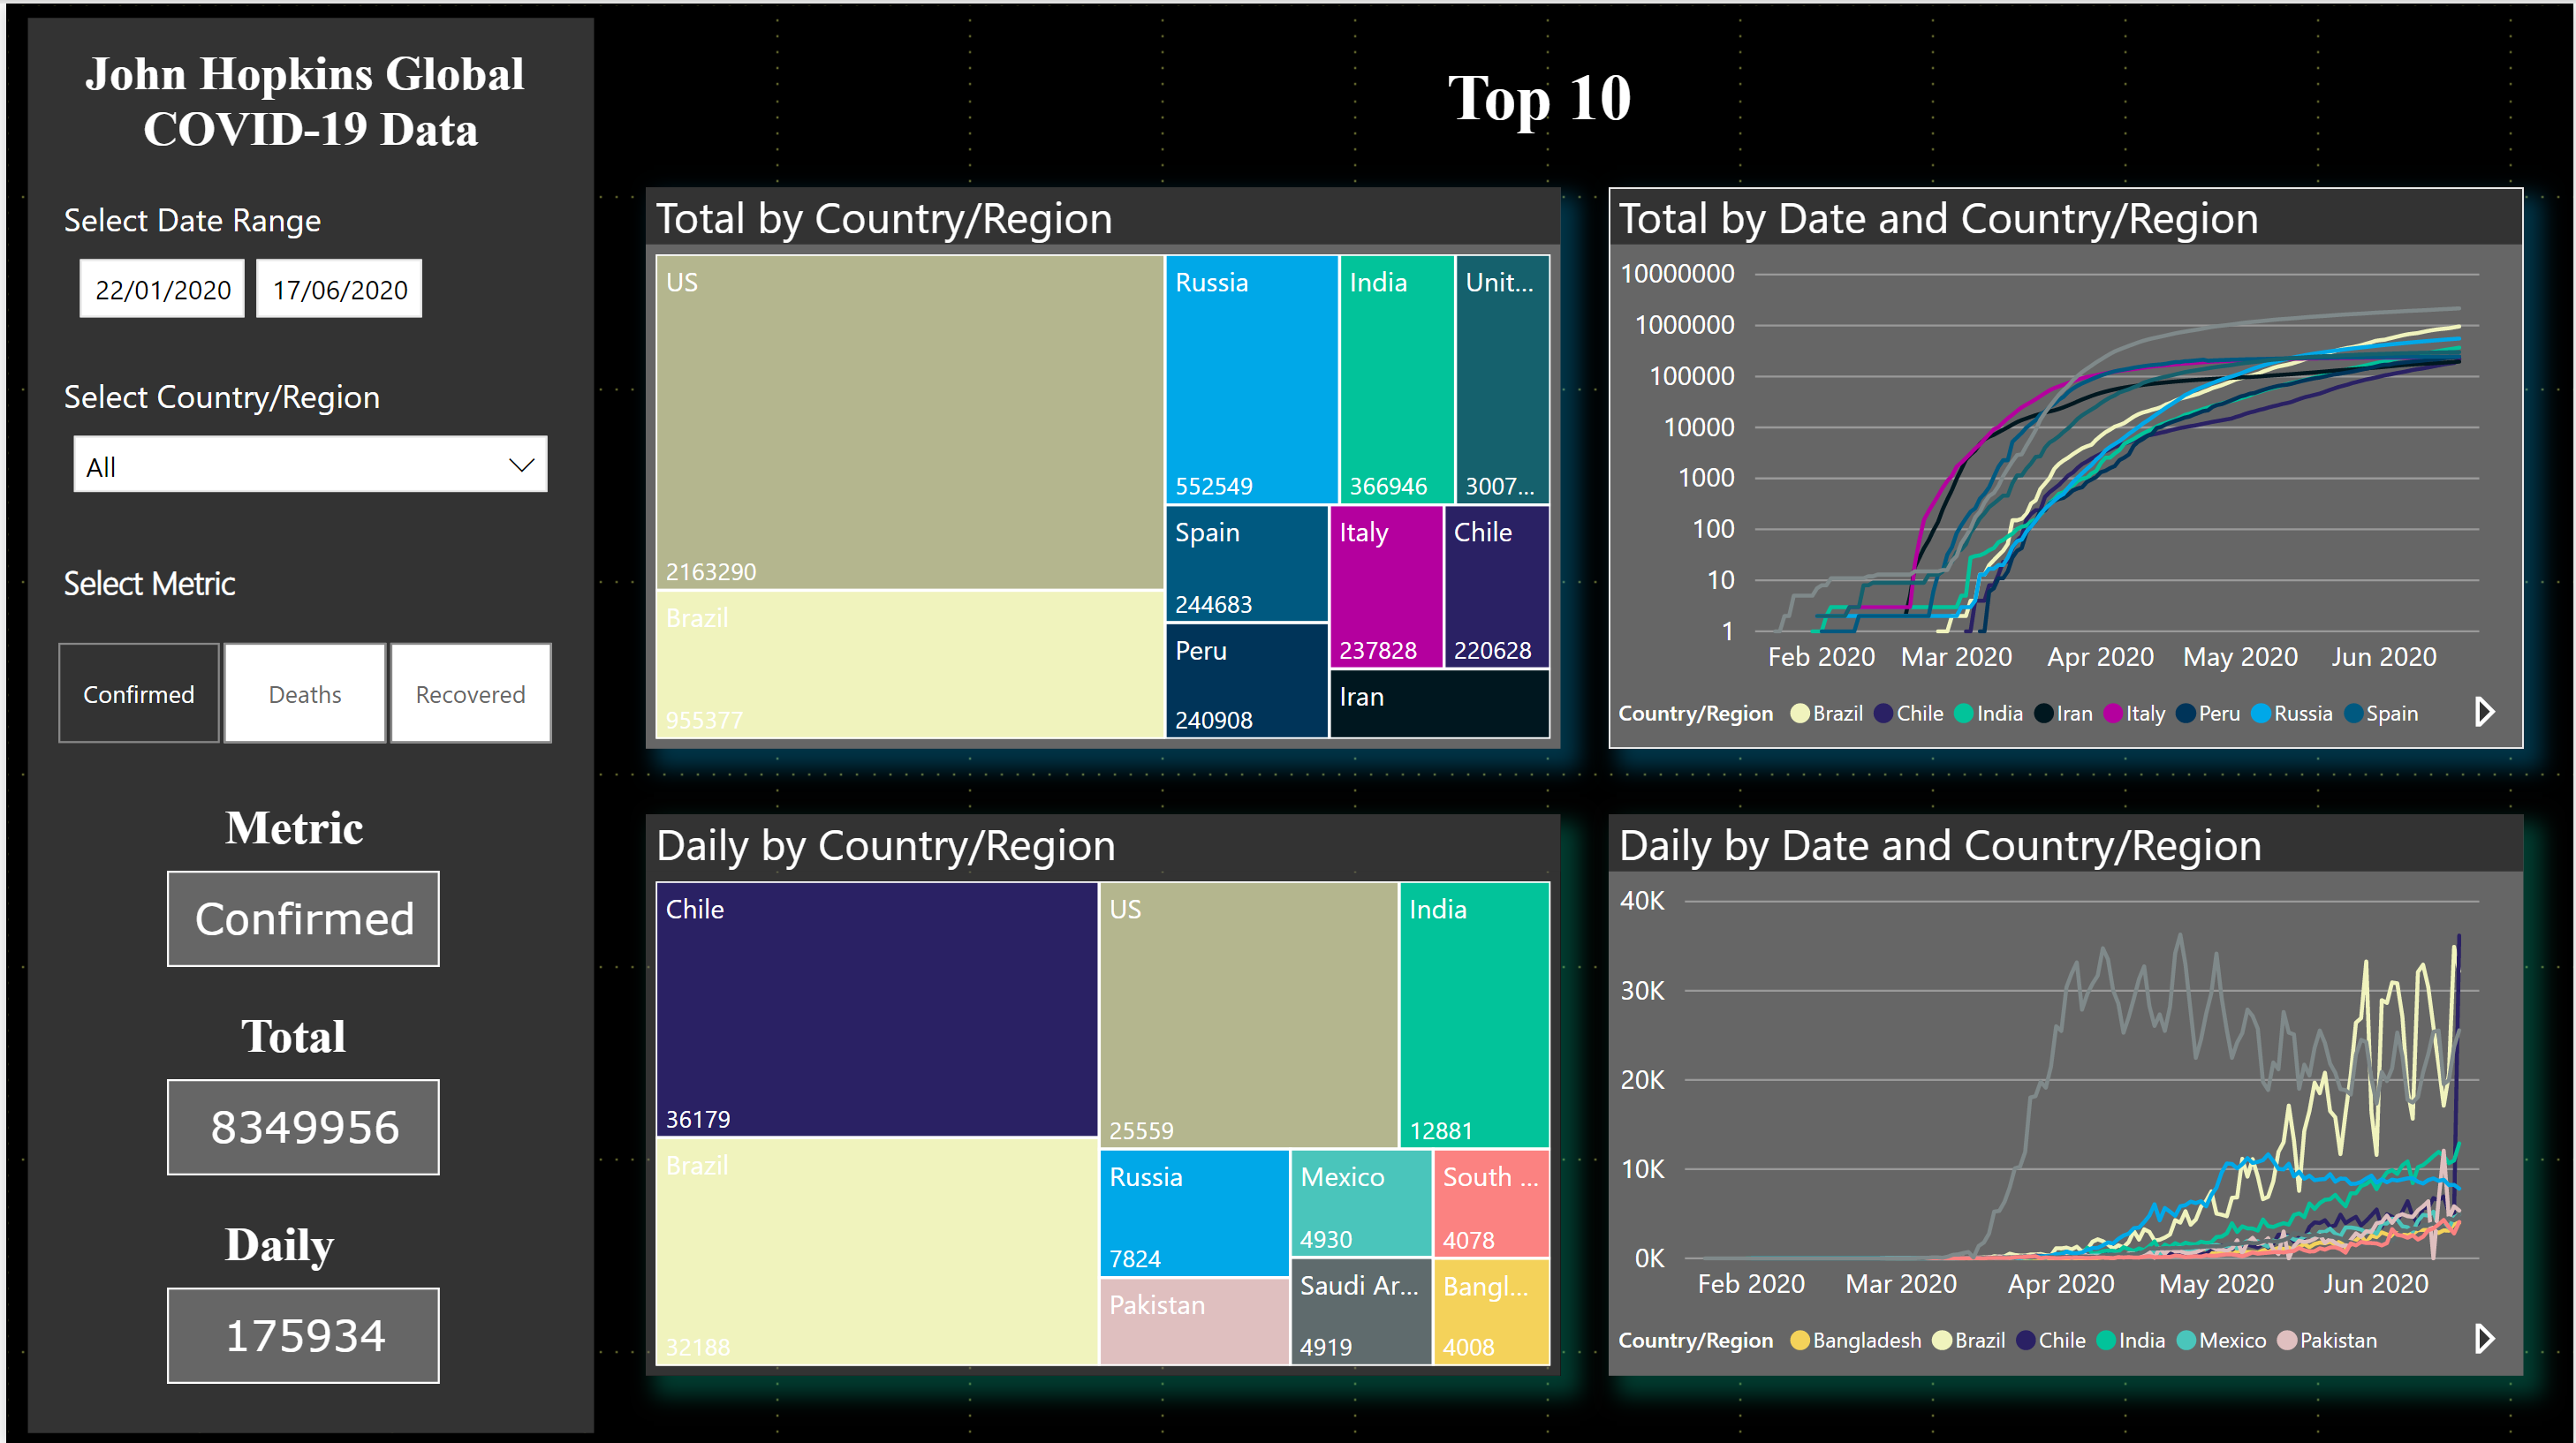 John Hopkins Global
COVID-19 Data
Select Date Range
22/01/2020 17/06/2020
Select Country/Region
All
Select Metric
Confirmed Deaths Recovered
Metric
Confirmed
Total
8349956
Daily
175934
Top 10
Total by Country/Region
US
2163290
Brazil
955377
Russia
552549
India
366946
Unit...
3007...
Spain
244683
Peru
240908
Italy
237828
Chile
220628
Iran
Total by Date and Country/Region
10000000
1000000
100000
10000
1000
100
10
1
Feb 2020 Mar 2020 Apr 2020 May 2020 Jun 2020
Country/Region Brazil Chile India Iran Italy Peru Russia Spain
Daily by Country/Region
Chile
36179
Brazil
32188
US
25559
India
12881
Russia
7824
Pakistan
Mexico
4930
Saudi Ar...
4919
South ...
4078
Bangl...
4008
Daily by Date and Country/Region
40K
30K
20K
10K
0K
Feb 2020 Mar 2020 Apr 2020 May 2020 Jun 2020
Country/Region Bangladesh Brazil Chile India Mexico Pakistan